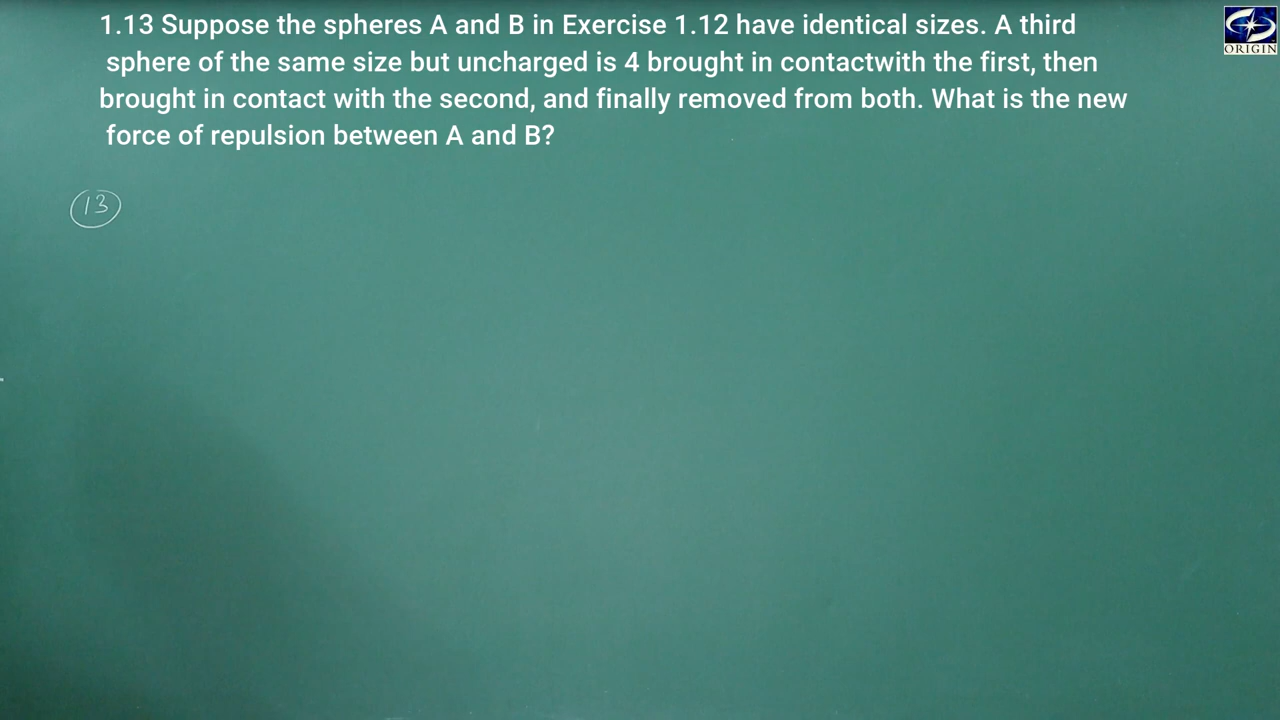 1.13 Suppose the spheres A and B in Exercise 1.12 have identical sizes. A third
sphere of the same size but uncharged is 4 brought in contactwith the first, then
brought in contact with the second, and finally removed from both. What is the new
force of repulsion between A and B?
ORIGIN
13